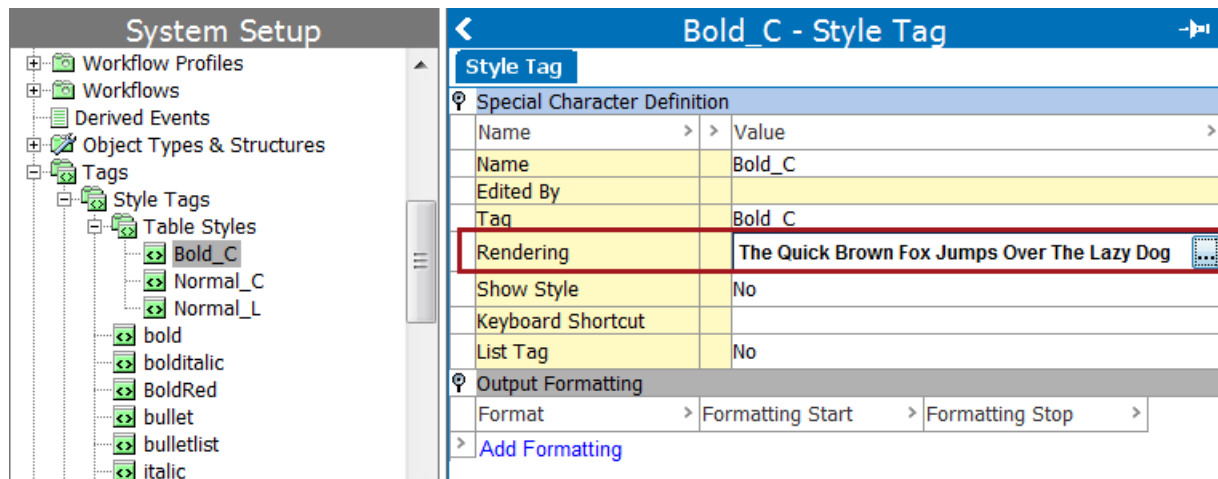 System Setup
Workflow Profiles
Workflows
Derived Events
Object Types & Structures
Tags
Style Tags
Table Styles
Bold_C
Normal_C
Normal_L
bold
bolditalic
BoldRed
bullet
bulletlist
italic
Bold_C - Style Tag
Style Tag
Special Character Definition
Name > > Value >
Name Bold_C
Edited By
Tag Bold_C
Rendering The Quick Brown Fox Jumps Over The Lazy Dog ...
Show Style No
Keyboard Shortcut
List Tag No
Output Formatting
Format > Formatting Start > Formatting Stop >
> Add Formatting